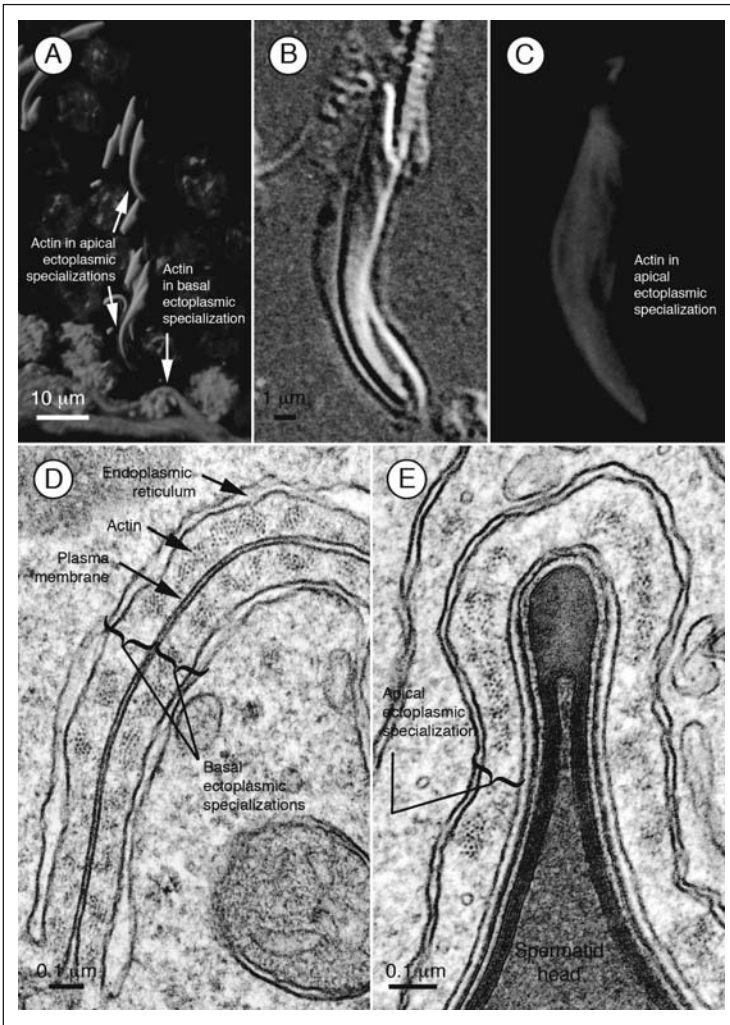 A
Actin in apical
ectoplasmic
specializations
Actin
in basal
ectoplasmic
specialization
10 μm
B
1 μm
C
Actin in
apical
ectoplasmic
specialization
D
Endoplasmic
reticulum
Actin
Plasma
membrane
Basal
ectoplasmic
specializations
0.1 μm
E
Apical
ectoplasmic
specialization
Spermatid
head
0.1 μm